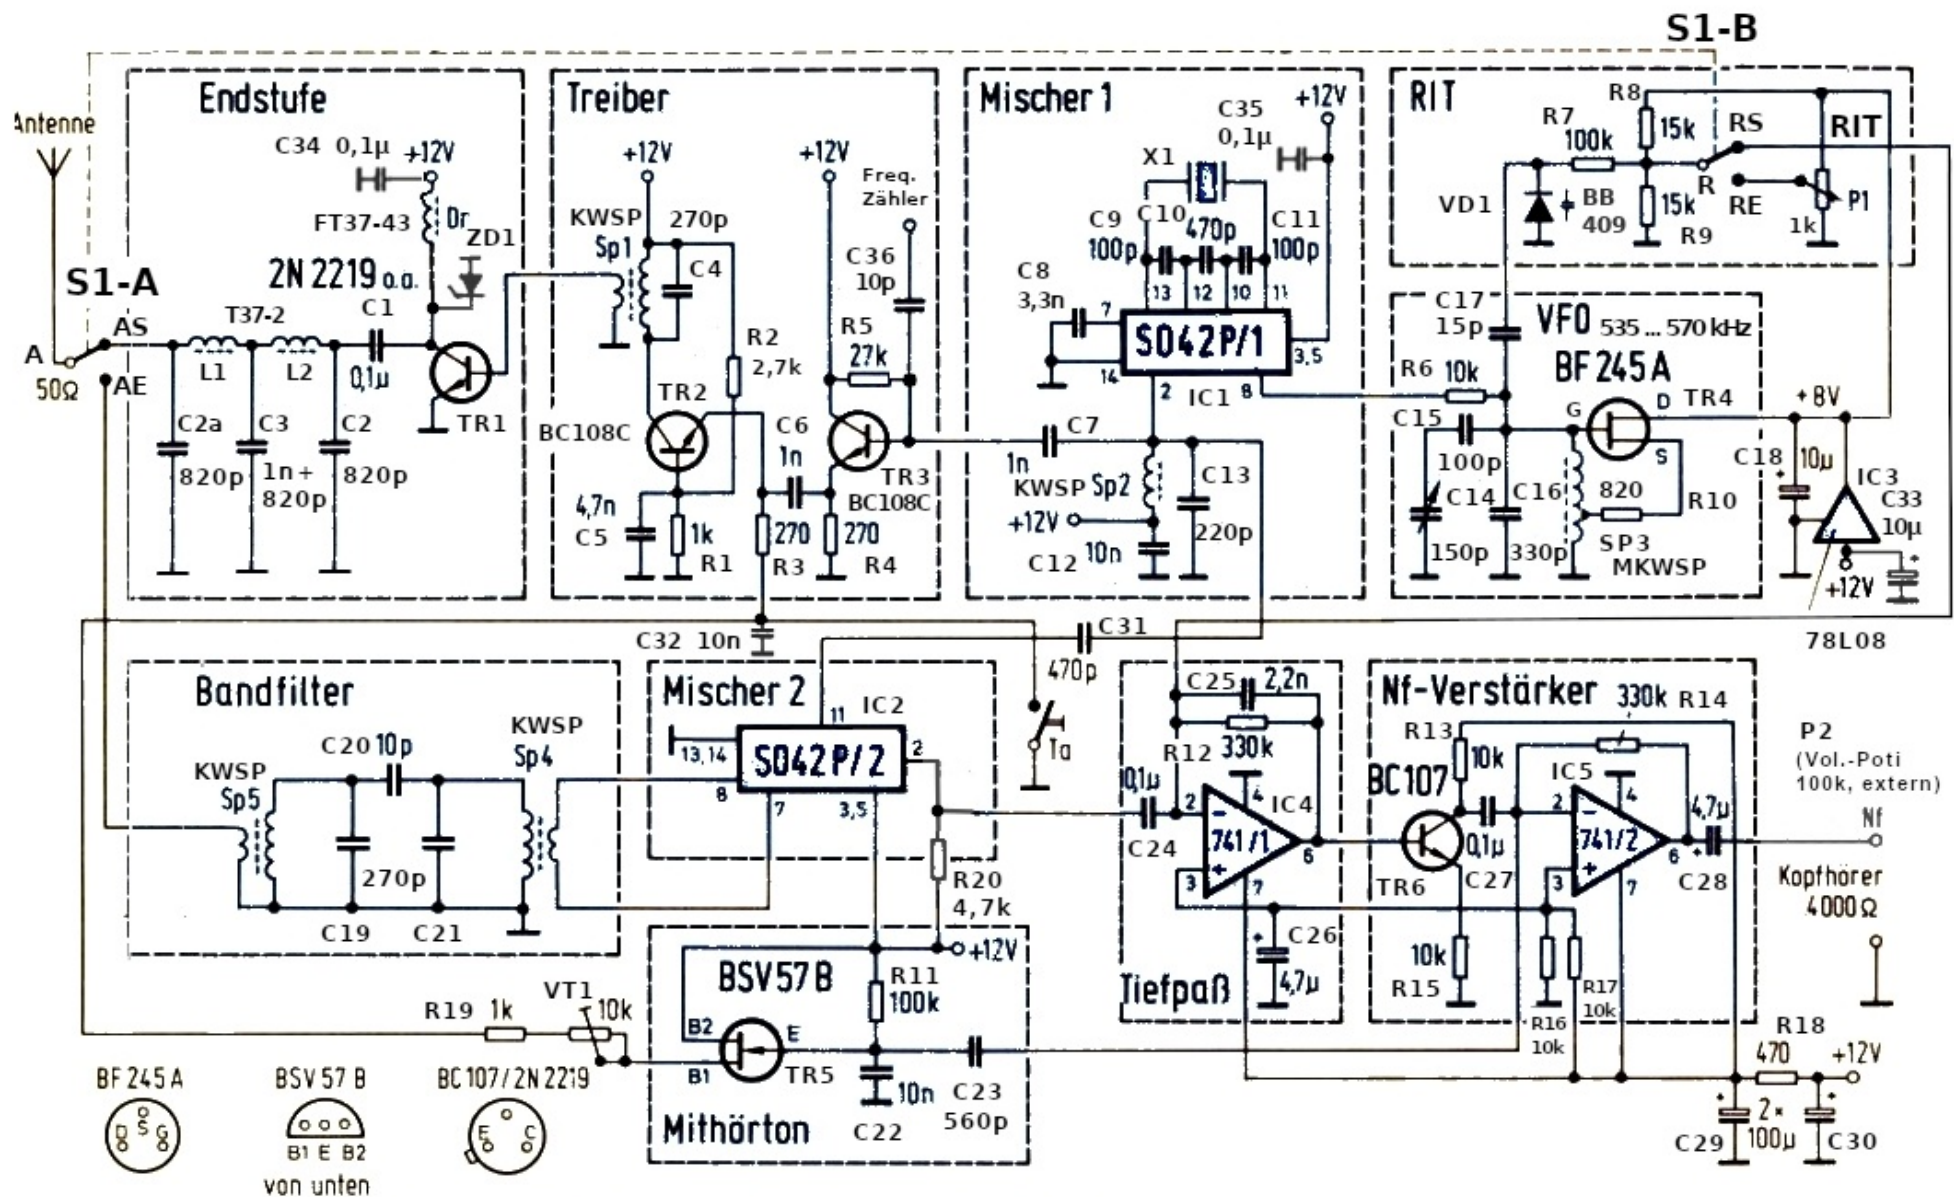 S1-B
Endstufe
Treiber
Mischer 1
RIT
Antenne
C34 0,1µ
+12V
FT37-43
Dr
ZD1
2N 2219 o.a.
S1-A
T37-2
C1
AS
A
50Ω
AE
L1
L2
0,1µ
C2a
820p
C3
1n+
820p
C2
820p
TR1
+12V
+12V
KWSP
Sp1
270p
C4
Freq.
Zähler
C36
10p
R2
2,7k
R5
27k
TR2
BC108C
C6
1n
TR3
BC108C
4,7n
C5
1k
R1
270
R3
270
R4
C35
0,1µ
+12V
X1
C9
100p
C10
470p
C11
100p
C8
3,3n
7
13
12
10
11
SO42P/1
14
3,5
2
IC1
8
C7
1n
KWSP
Sp2
+12V
C13
220p
C12
10n
R8
15k
R7
100k
RS
RIT
VD1
BB
409
15k
R9
R
RE
P1
1k
C17
15p
VFO
535 ... 570 kHz
BF 245 A
R6
10k
G
D
TR4
S
C15
100p
C14
150p
C16
330p
820
R10
SP3
MKWSP
+8V
C18
10µ
IC3
C33
10µ
+
+12V
78L08
C32 10n
C31
470p
Bandfilter
Mischer 2
IC2
11
13,14
SO42P/2
2
8
7
3,5
C20
10p
KWSP
Sp4
KWSP
Sp5
270p
C19
C21
Ta
R20
4,7k
C25
2,2n
R12
330k
0,1µ
C24
2
−
4
IC4
741/1
6
+
3
7
+
C26
4,7µ
Tiefpaß
Nf-Verstärker
330k
R14
R13
10k
BC107
TR6
0,1µ
C27
IC5
2
−
4
741/2
6
+
3
7
4,7µ
+
C28
P2
(Vol.-Poti
100k, extern)
Nf
Kopfhörer
4000Ω
10k
R15
R16
10k
R17
10k
R18
470
+12V
+
C29
2×
100µ
+
C30
+12V
BSV 57 B
R11
100k
B2
E
B1
TR5
10n
C22
C23
560p
Mithörton
R19
1k
VT1
10k
BF 245 A
D
S
G
BSV 57 B
B1 E B2
von unten
BC107/2N 2219
E
C